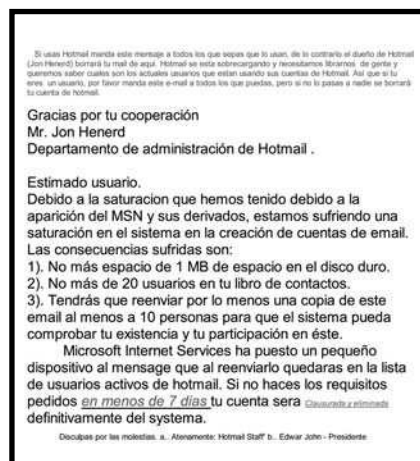 Si usas Hotmail manda este mensaje a todos los que sepas que lo usan, de lo contrario el dueño de Hotmail
(Jon Henerd) borrará tu mail de aquí. Hotmail se esta sobrecargando y necesitamos librarnos de gente y
queremos saber cuales son los actuales usuarios que estan usando sus cuentas de Hotmail. Así que si tu
eres un usuario, por favor manda este e-mail a todos los que puedas, pero si no lo pasas a nadie se borrará
tu cuenta de hotmail.
Gracias por tu cooperación
Mr. Jon Henerd
Departamento de administración de Hotmail .
Estimado usuario.
Debido a la saturacion que hemos tenido debido a la
aparición del MSN y sus derivados, estamos sufriendo una
saturación en el sistema en la creación de cuentas de email.
Las consecuencias sufridas son:
1). No más espacio de 1 MB de espacio en el disco duro.
2). No más de 20 usuarios en tu libro de contactos.
3). Tendrás que reenviar por lo menos una copia de este
email al menos a 10 personas para que el sistema pueda
comprobar tu existencia y tu participación en éste.
Microsoft Internet Services ha puesto un pequeño
dispositivo al mensage que al reenviarlo quedaras en la lista
de usuarios activos de hotmail. Si no haces los requisitos
pedidos en menos de 7 días tu cuenta sera Clausurada y eliminada
definitivamente del systema.
Disculpas por las molestias. a.. Atenamente: Hotmail Staff' b.. Edwar John - Presidente